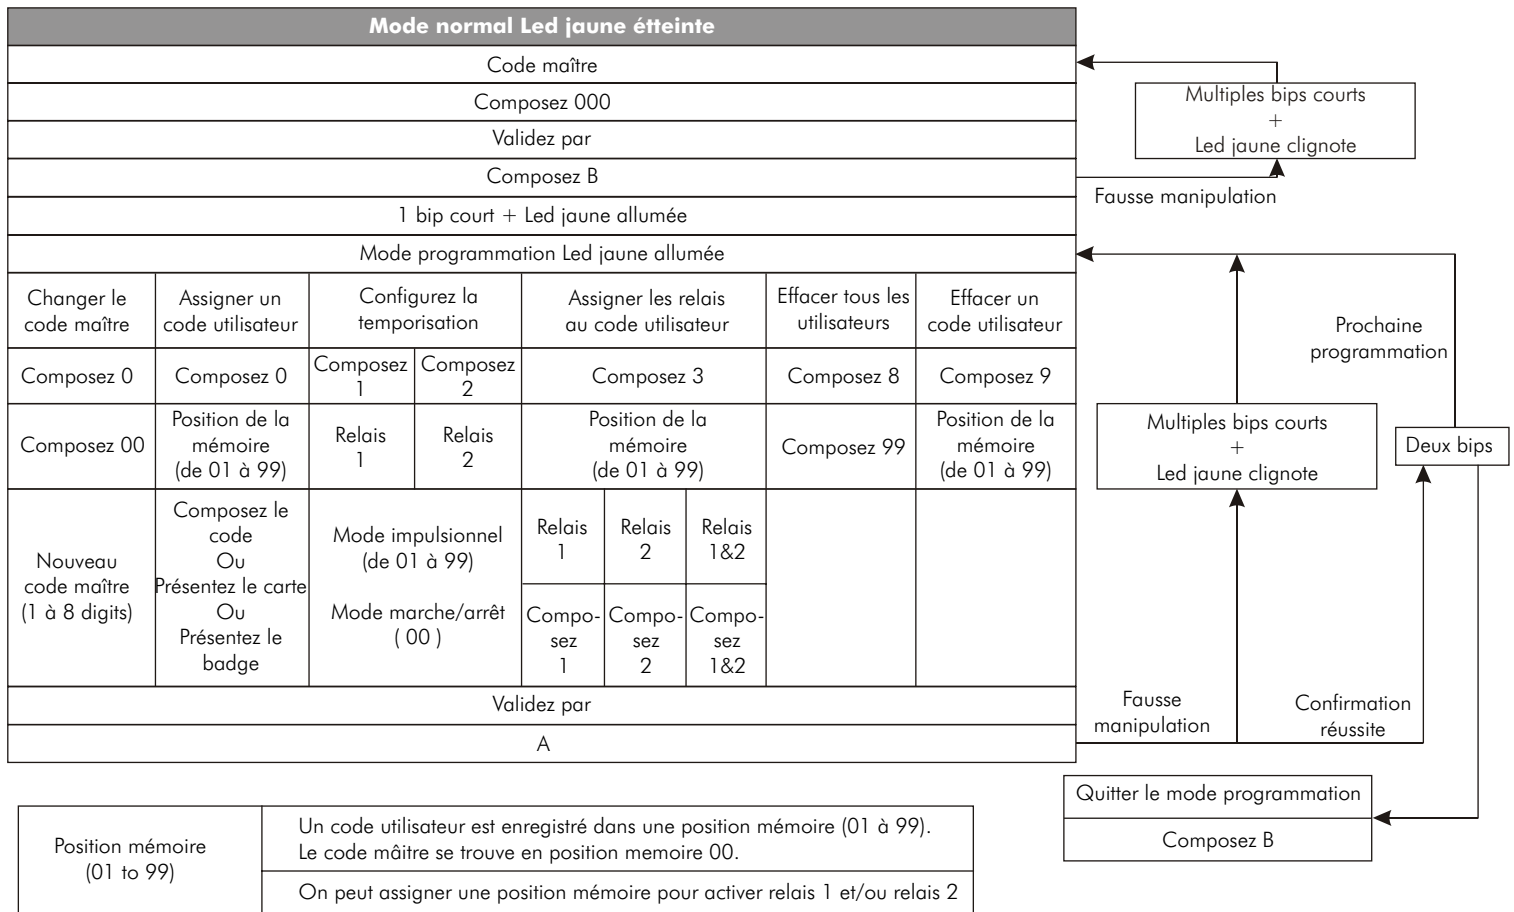 Mode normal Led jaune étteinte
Code maître
Composez 000
Validez par
Composez B
1 bip court + Led jaune allumée
Mode programmation Led jaune allumée
Multiples bips courts
+
Led jaune clignote
Fausse manipulation
Changer le
code maître
Assigner un
code utilisateur
Configurez la
temporisation
Assigner les relais
au code utilisateur
Effacer tous les
utilisateurs
Effacer un
code utilisateur
Composez 0
Composez 0
Composez
1
Composez
2
Composez 3
Composez 8
Composez 9
Composez 00
Position de la
mémoire
(de 01 à 99)
Relais
1
Relais
2
Position de la
mémoire
(de 01 à 99)
Composez 99
Position de la
mémoire
(de 01 à 99)
Nouveau
code maître
(1 à 8 digits)
Composez le
code
Ou
Présentez le carte
Ou
Présentez le
badge
Mode impulsionnel
(de 01 à 99)
Mode marche/arrêt
( 00 )
Relais
1
Relais
2
Relais
1&2
Compo-
sez
1
Compo-
sez
2
Compo-
sez
1&2
Validez par
A
Prochaine
programmation
Multiples bips courts
+
Led jaune clignote
Deux bips
Fausse
manipulation
Confirmation
réussite
Quitter le mode programmation
Composez B
Position mémoire
(01 to 99)
Un code utilisateur est enregistré dans une position mémoire (01 à 99).
Le code mâitre se trouve en position memoire 00.
On peut assigner une position mémoire pour activer relais 1 et/ou relais 2